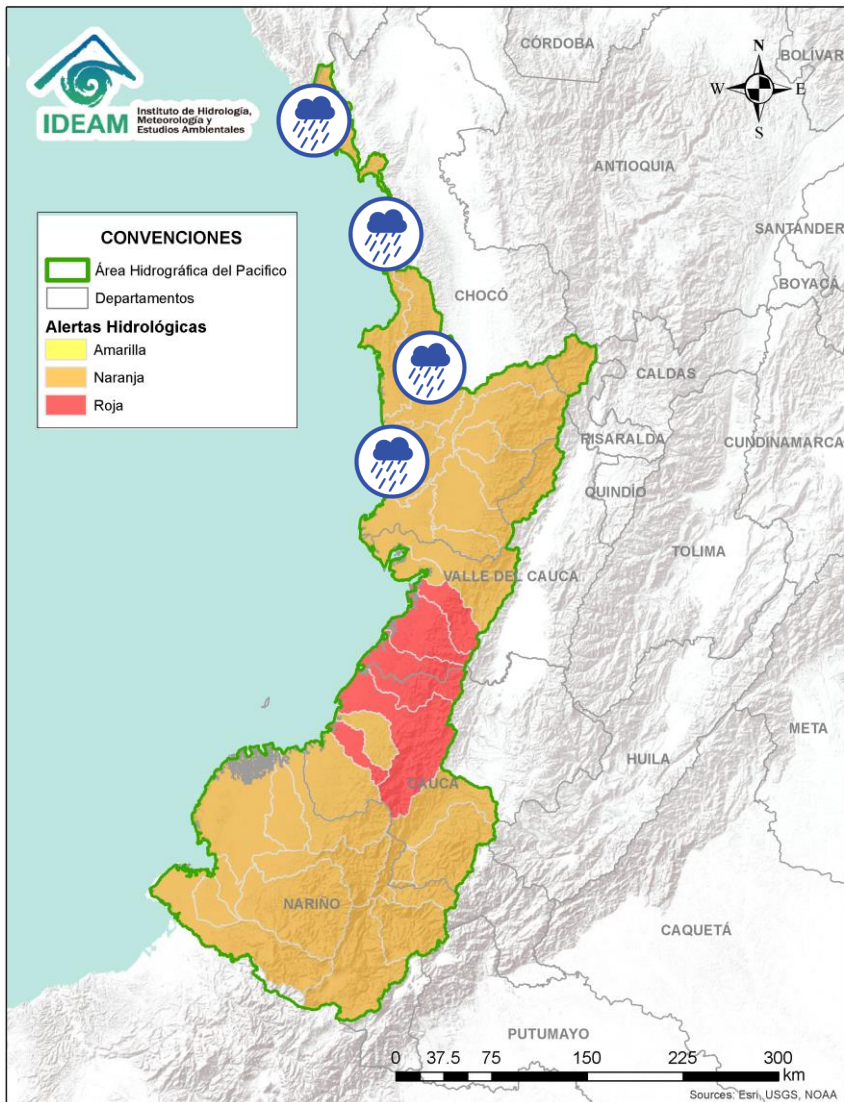 IDEAM
Instituto de Hidrología,
Meteorología y
Estudios Ambientales
N
W
E
S
CÓRDOBA
BOLÍVAR
ANTIOQUIA
SANTANDER
BOYACÁ
CHOCÓ
CALDAS
RISARALDA
CUNDINAMARCA
QUINDÍO
TOLIMA
VALLE DEL CAUCA
META
HUILA
CAUCA
NARIÑO
CAQUETÁ
PUTUMAYO
CONVENCIONES
Área Hidrográfica del Pacifico
Departamentos
Alertas Hidrológicas
Amarilla
Naranja
Roja
0 37.5 75 150 225 300
km
Sources: Esri, USGS, NOAA